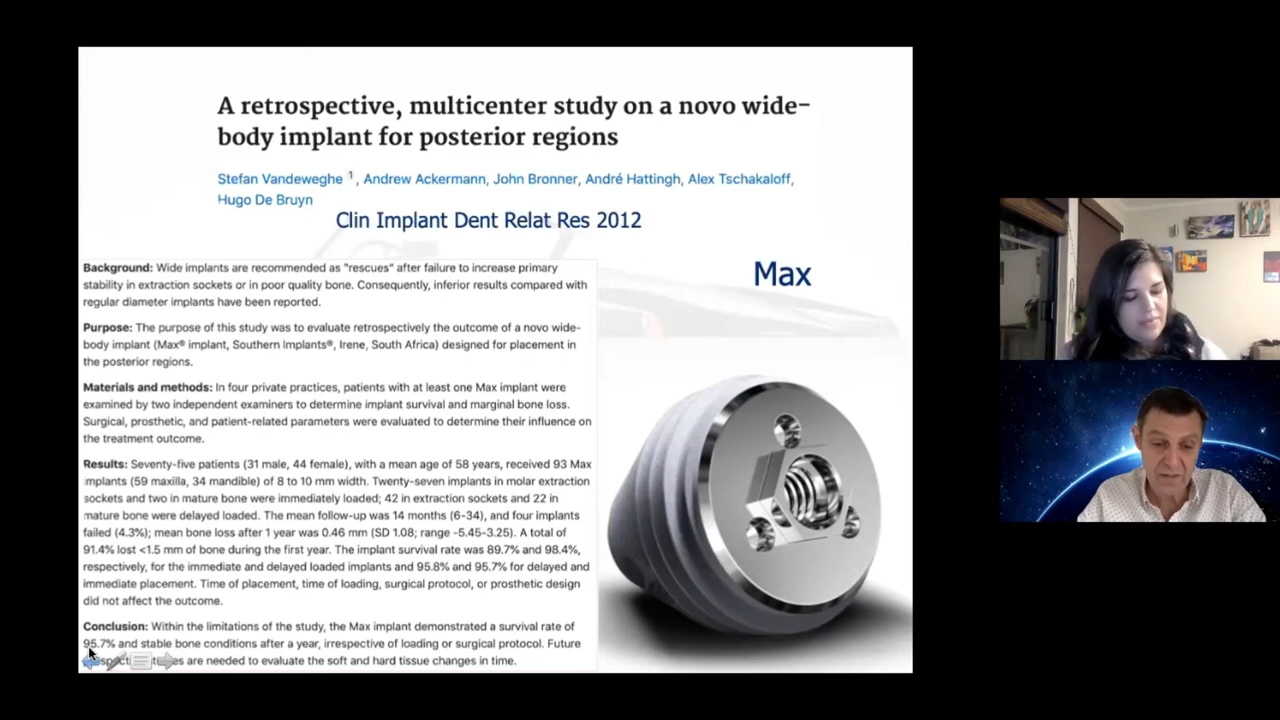 A retrospective, multicenter study on a novo wide-
body implant for posterior regions
Stefan Vandeweghe 1, Andrew Ackermann, John Bronner, André Hattingh, Alex Tschakaloff,
Hugo De Bruyn
Clin Implant Dent Relat Res 2012
Max
Background: Wide implants are recommended as "rescues" after failure to increase primary
stability in extraction sockets or in poor quality bone. Consequently, inferior results compared with
regular diameter implants have been reported.
Purpose: The purpose of this study was to evaluate retrospectively the outcome of a novo wide-
body implant (Max® implant, Southern Implants®, Irene, South Africa) designed for placement in
the posterior regions.
Materials and methods: In four private practices, patients with at least one Max implant were
examined by two independent examiners to determine implant survival and marginal bone loss.
Surgical, prosthetic, and patient-related parameters were evaluated to determine their influence on
the treatment outcome.
Results: Seventy-five patients (31 male, 44 female), with a mean age of 58 years, received 93 Max
implants (59 maxilla, 34 mandible) of 8 to 10 mm width. Twenty-seven implants in molar extraction
sockets and two in mature bone were immediately loaded; 42 in extraction sockets and 22 in
mature bone were delayed loaded. The mean follow-up was 14 months (6-34), and four implants
failed (4.3%); mean bone loss after 1 year was 0.46 mm (SD 1.08; range -5.45-3.25). A total of
91.4% lost <1.5 mm of bone during the first year. The implant survival rate was 89.7% and 98.4%,
respectively, for the immediate and delayed loaded implants and 95.8% and 95.7% for delayed and
immediate placement. Time of placement, time of loading, surgical protocol, or prosthetic design
did not affect the outcome.
Conclusion: Within the limitations of the study, the Max implant demonstrated a survival rate of
95.7% and stable bone conditions after a year, irrespective of loading or surgical protocol. Future
are needed to evaluate the soft and hard tissue changes in time.